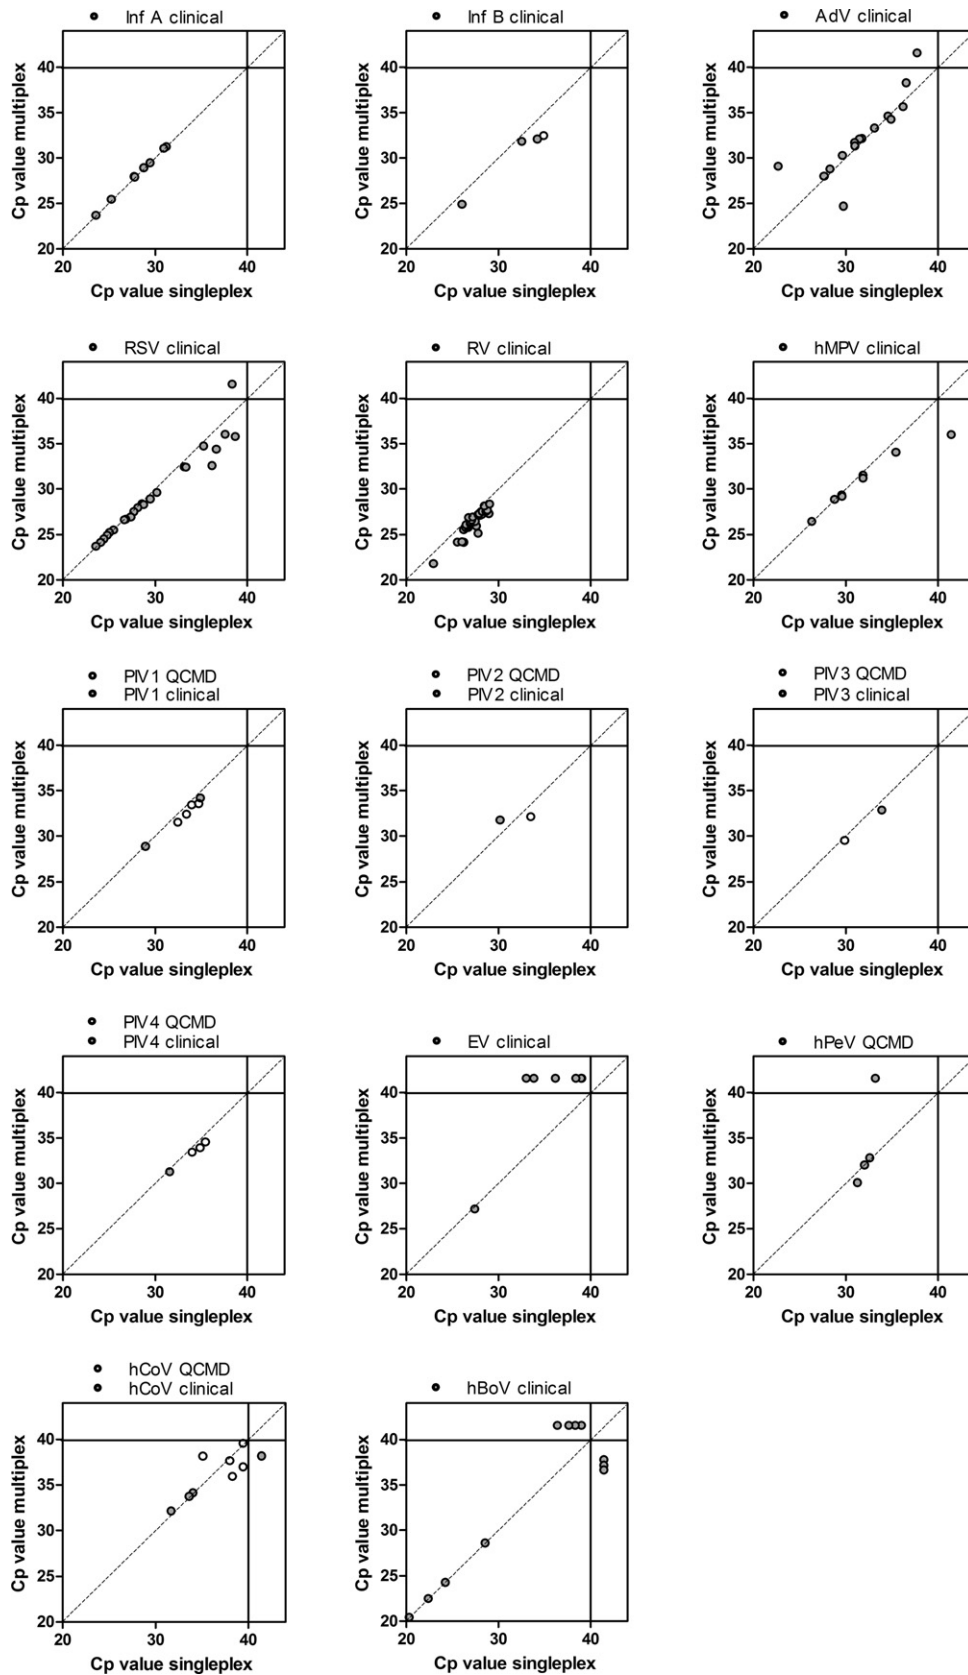 Inf A clinical
Inf B clinical
AdV clinical
40
35
30
25
20
Cp value multiplex
20 30 40
Cp value singleplex
40
35
30
25
20
Cp value multiplex
20 30 40
Cp value singleplex
40
35
30
25
20
Cp value multiplex
20 30 40
Cp value singleplex
RSV clinical
RV clinical
hMPV clinical
40
35
30
25
20
Cp value multiplex
20 30 40
Cp value singleplex
40
35
30
25
20
Cp value multiplex
20 30 40
Cp value singleplex
40
35
30
25
20
Cp value multiplex
20 30 40
Cp value singleplex
PIV1 QCMD
PIV1 clinical
PIV2 QCMD
PIV2 clinical
PIV3 QCMD
PIV3 clinical
40
35
30
25
20
Cp value multiplex
20 30 40
Cp value singleplex
40
35
30
25
20
Cp value multiplex
20 30 40
Cp value singleplex
40
35
30
25
20
Cp value multiplex
20 30 40
Cp value singleplex
PIV4 QCMD
PIV4 clinical
EV clinical
hPeV QCMD
40
35
30
25
20
Cp value multiplex
20 30 40
Cp value singleplex
40
35
30
25
20
Cp value multiplex
20 30 40
Cp value singleplex
40
35
30
25
20
Cp value multiplex
20 30 40
Cp value singleplex
hCoV QCMD
hCoV clinical
hBoV clinical
40
35
30
25
20
Cp value multiplex
20 30 40
Cp value singleplex
40
35
30
25
20
Cp value multiplex
20 30 40
Cp value singleplex